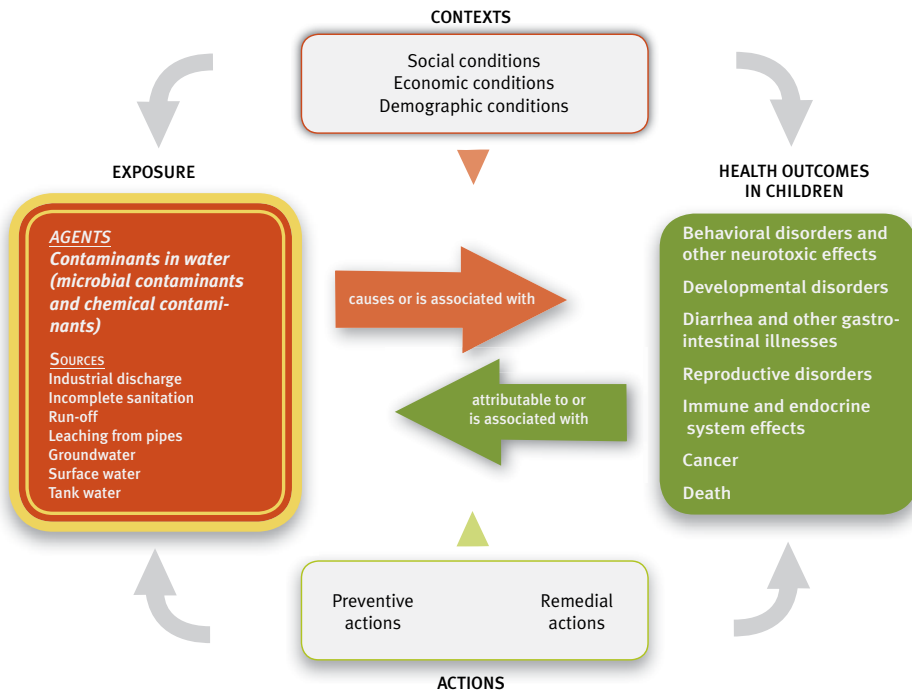 CONTEXTS
Social conditions
Economic conditions
Demographic conditions
EXPOSURE
AGENTS
Contaminants in water
(microbial contaminants
and chemical contami-
nants)
SOURCES
Industrial discharge
Incomplete sanitation
Run-off
Leaching from pipes
Groundwater
Surface water
Tank water
causes or is associated with
attributable to or
is associated with
HEALTH OUTCOMES
IN CHILDREN
Behavioral disorders and
other neurotoxic effects
Developmental disorders
Diarrhea and other gastro-
intestinal illnesses
Reproductive disorders
Immune and endocrine
system effects
Cancer
Death
Preventive
actions
Remedial
actions
ACTIONS